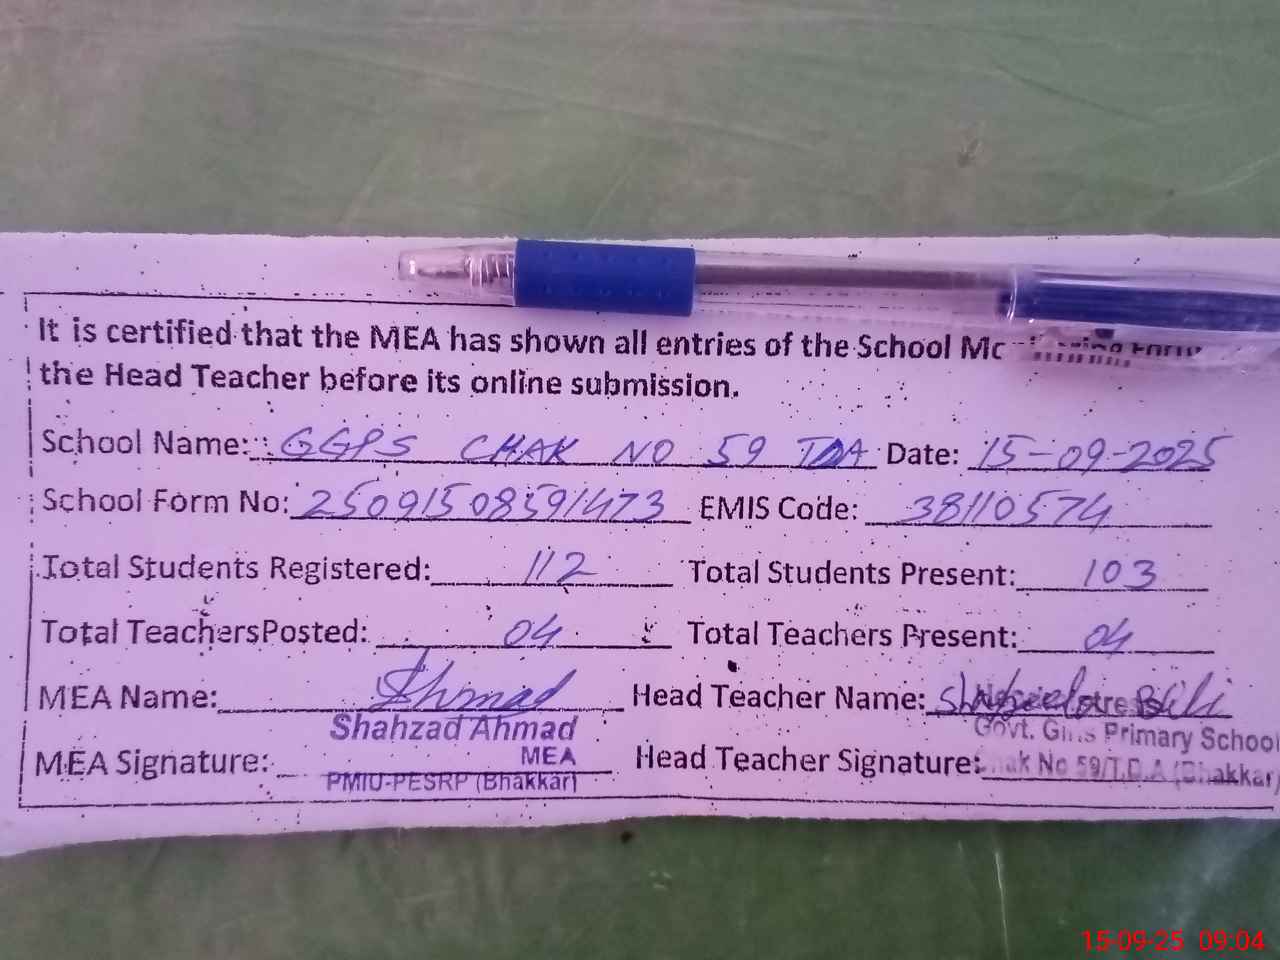 It is certified that the MEA has shown all entries of the School
the Head Teacher before its online submission.
School Name: GGPS CHAK NO 59 TDA Date: 15-09-2025
School Form No: 25091508591473 EMIS Code: 38110574
Total Students Registered: 112 Total Students Present: 103
Total TeachersPosted: 04 Total Teachers Present: 04
MEA Name: Ahmad Head Teacher Name: Bibi
Shahzad Ahmad
MEA
PMIU-PESRP (Bhakkar)
MEA Signature: Head Teacher Signature:
Govt. Girls Primary School
No 59/T.D.A (Bhakkar)
15-09-25 09:04